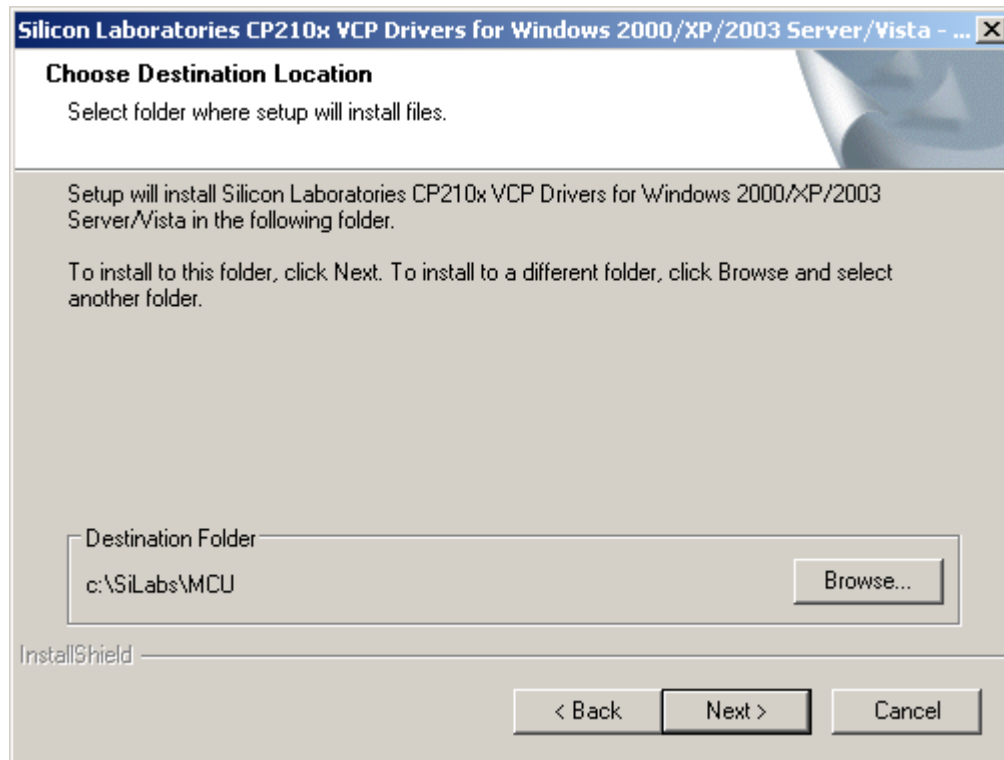 Silicon Laboratories CP210x VCP Drivers for Windows 2000/XP/2003 Server/Vista - ...
Choose Destination Location
Select folder where setup will install files.
Setup will install Silicon Laboratories CP210x VCP Drivers for Windows 2000/XP/2003
Server/Vista in the following folder.
To install to this folder, click Next. To install to a different folder, click Browse and select
another folder.
Destination Folder
c:\SiLabs\MCU
Browse...
InstallShield
< Back
Next >
Cancel